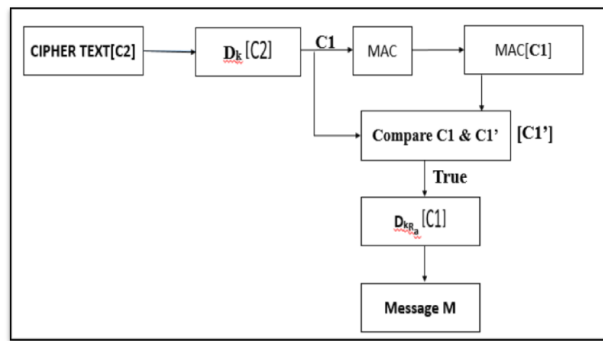 CIPHER TEXT[C2]
Dk [C2]
C1
MAC
MAC[C1]
Compare C1 & C1’
[C1’]
True
DkRa [C1]
Message M